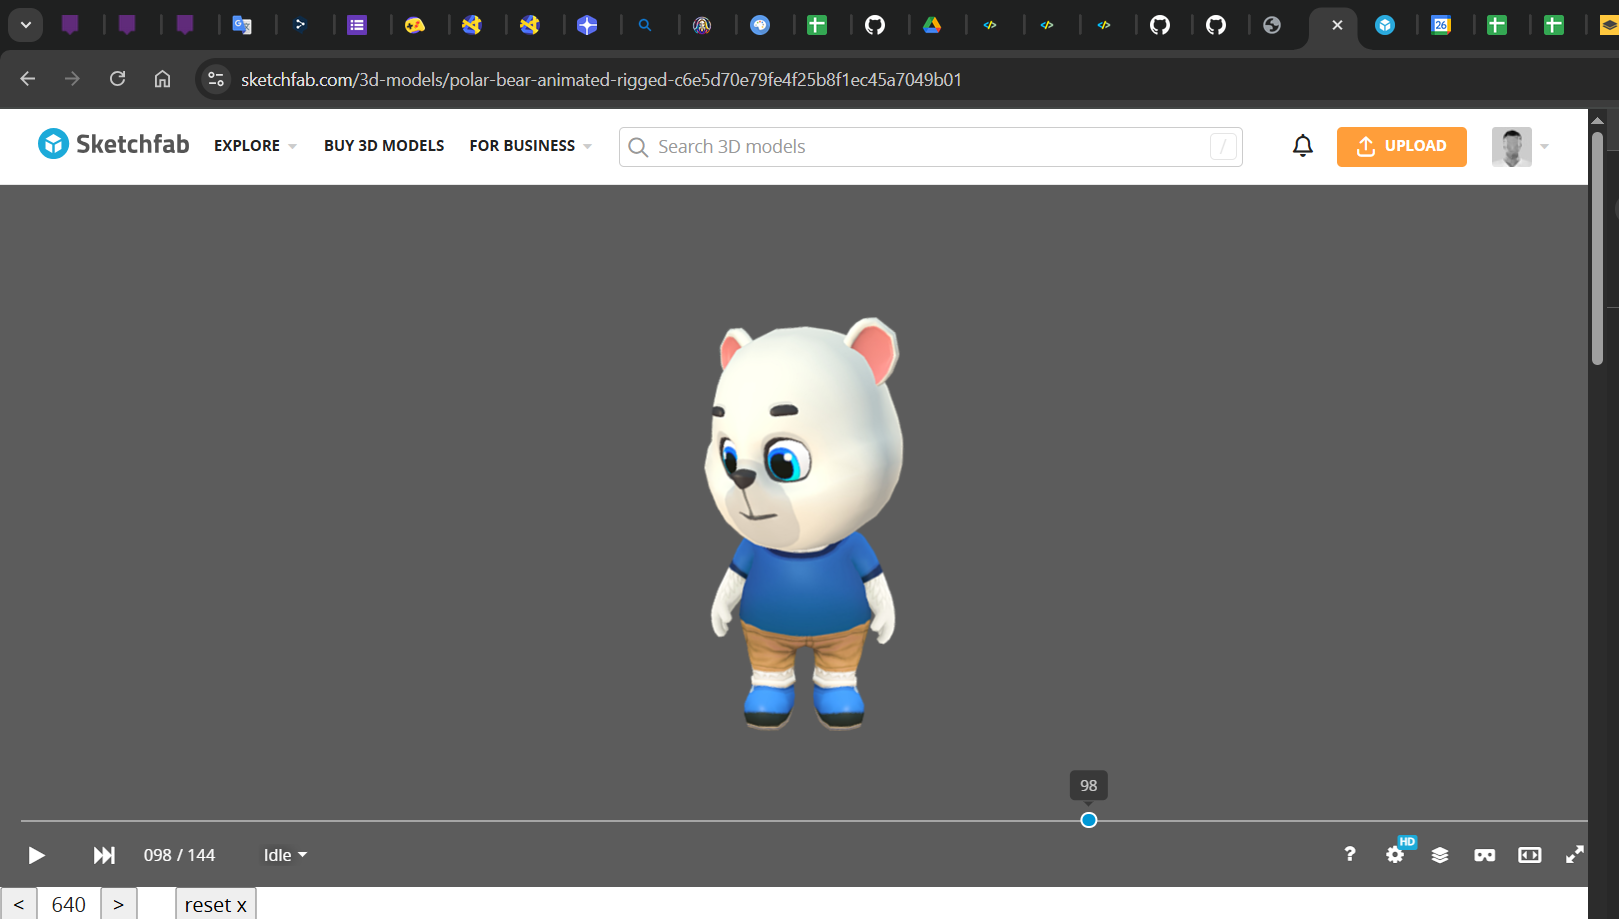 26
sketchfab.com/3d-models/polar-bear-animated-rigged-c6e5d70e79fe4f25b8f1ec45a7049b01
Sketchfab EXPLORE BUY 3D MODELS FOR BUSINESS Search 3D models / UPLOAD
98
098 / 144 Idle ? HD
< 640 > reset x